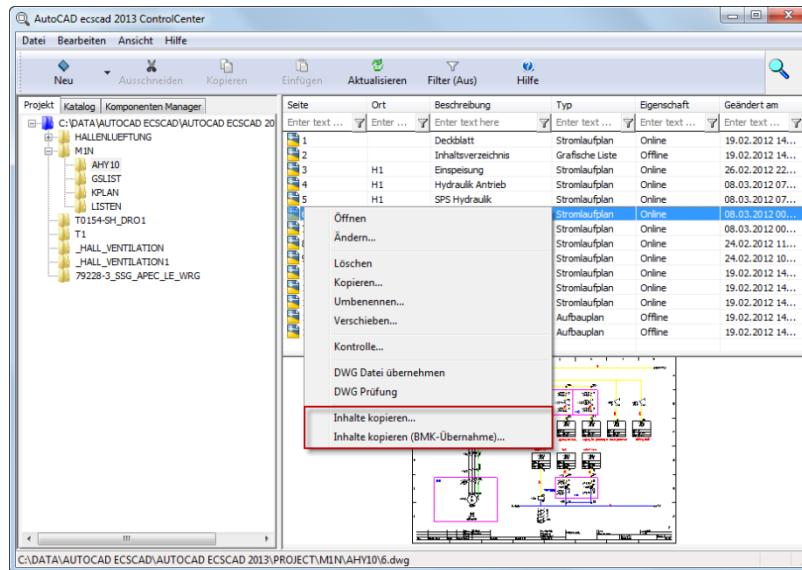 AutoCAD ecscad 2013 ControlCenter
Datei Bearbeiten Ansicht Hilfe
Neu Ausschneiden Kopieren Einfügen Aktualisieren Filter (Aus) Hilfe
Projekt Katalog Komponenten Manager
C:\DATA\AUTOCAD ECSCAD\AUTOCAD ECSCAD 20
HALLENLUEFTUNG
M1N
AHY10
GSLIST
KPLAN
LISTEN
T0154-SH_DRO1
T1
_HALL_VENTILATION
_HALL_VENTILATION1
79228-3_SSG_APEC_LE_WRG
Seite Ort Beschreibung Typ Eigenschaft Geändert am
Enter text ... Enter ... Enter text here Enter text ... Enter text ... Enter text ...
1 Deckblatt Stromlaufplan Online 19.02.2012 14...
2 Inhaltsverzeichnis Grafische Liste Offline 19.02.2012 14...
3 H1 Einspeisung Stromlaufplan Online 26.02.2012 22...
4 H1 Hydraulik Antrieb Stromlaufplan Online 08.03.2012 07...
5 H1 SPS Hydraulik Stromlaufplan Online 08.03.2012 07...
Stromlaufplan Online 08.03.2012 00...
Stromlaufplan Online 08.03.2012 00...
Stromlaufplan Online 24.02.2012 11...
Stromlaufplan Online 24.02.2012 10...
Stromlaufplan Online 19.02.2012 14...
Stromlaufplan Online 19.02.2012 14...
Aufbauplan Offline 19.02.2012 14...
Aufbauplan Offline 19.02.2012 14...
Öffnen
Ändern...
Löschen
Kopieren...
Umbenennen...
Verschieben...
Kontrolle...
DWG Datei übernehmen
DWG Prüfung
Inhalte kopieren...
Inhalte kopieren (BMK-Übernahme)...
C:\DATA\AUTOCAD ECSCAD\AUTOCAD ECSCAD 2013\PROJECT\M1N\AHY10\6.dwg